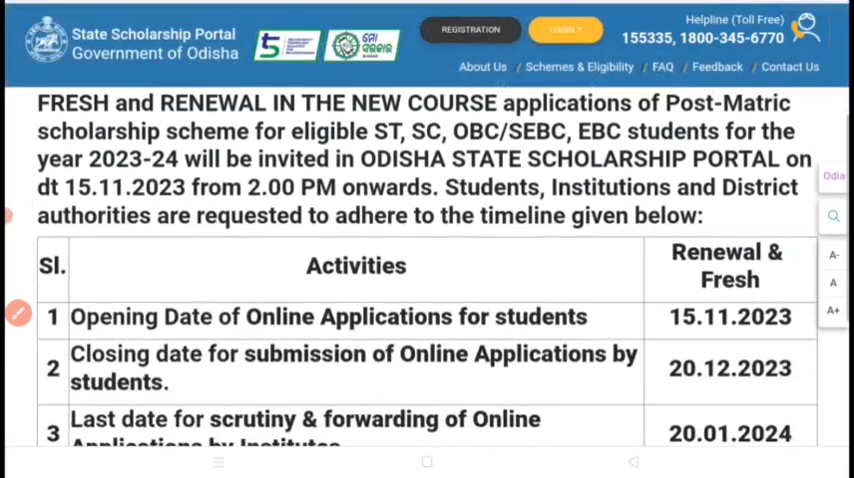 State Scholarship Portal
Government of Odisha
5
ମୋ
ସରକାର
REGISTRATION
LOGIN
Helpline (Toll Free)
155335, 1800-345-6770
About Us / Schemes & Eligibility / FAQ / Feedback / Contact Us
FRESH and RENEWAL IN THE NEW COURSE applications of Post-Matric
scholarship scheme for eligible ST, SC, OBC/SEBC, EBC students for the
year 2023-24 will be invited in ODISHA STATE SCHOLARSHIP PORTAL on
dt 15.11.2023 from 2.00 PM onwards. Students, Institutions and District
authorities are requested to adhere to the timeline given below:
Sl. Activities Renewal &
Fresh
1 Opening Date of Online Applications for students 15.11.2023
2 Closing date for submission of Online Applications by
students. 20.12.2023
3 Last date for scrutiny & forwarding of Online
Applications by Institutes 20.01.2024
Odia
A-
A
A+